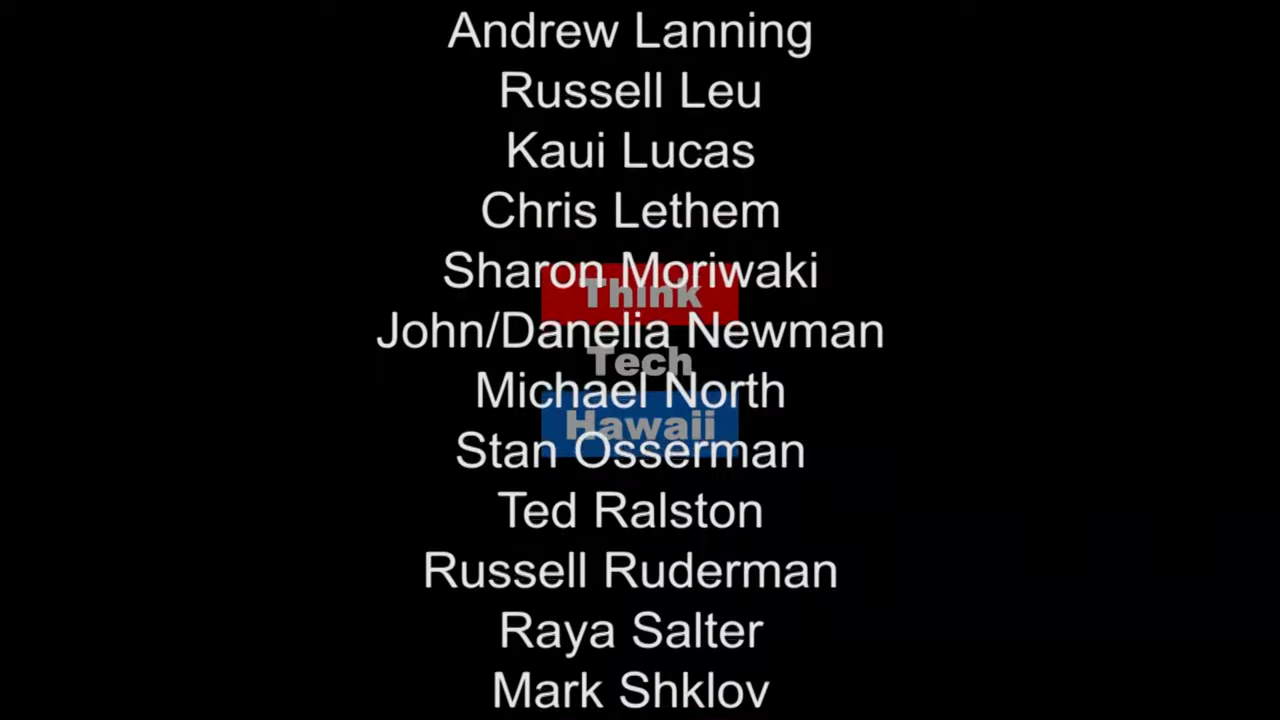 Andrew Lanning
Russell Leu
Kaui Lucas
Chris Lethem
Sharon Moriwaki
Think
John/Danelia Newman
Tech
Michael North
Hawaii
Stan Osserman
Ted Ralston
Russell Ruderman
Raya Salter
Mark Shklov